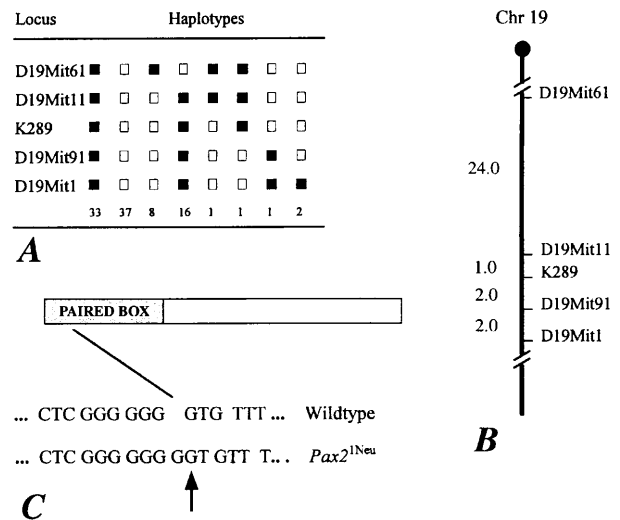 Locus Haplotypes
D19Mit61
D19Mit11
K289
D19Mit91
D19Mit1
33 37 8 16 1 1 1 2
A
Chr 19
D19Mit61
24.0
D19Mit11
1.0
K289
2.0
D19Mit91
2.0
D19Mit1
B
PAIRED BOX
... CTC GGG GGG GTG TTT ... Wildtype
... CTC GGG GGG GGT GTT T.. . Pax2 1Neu
C